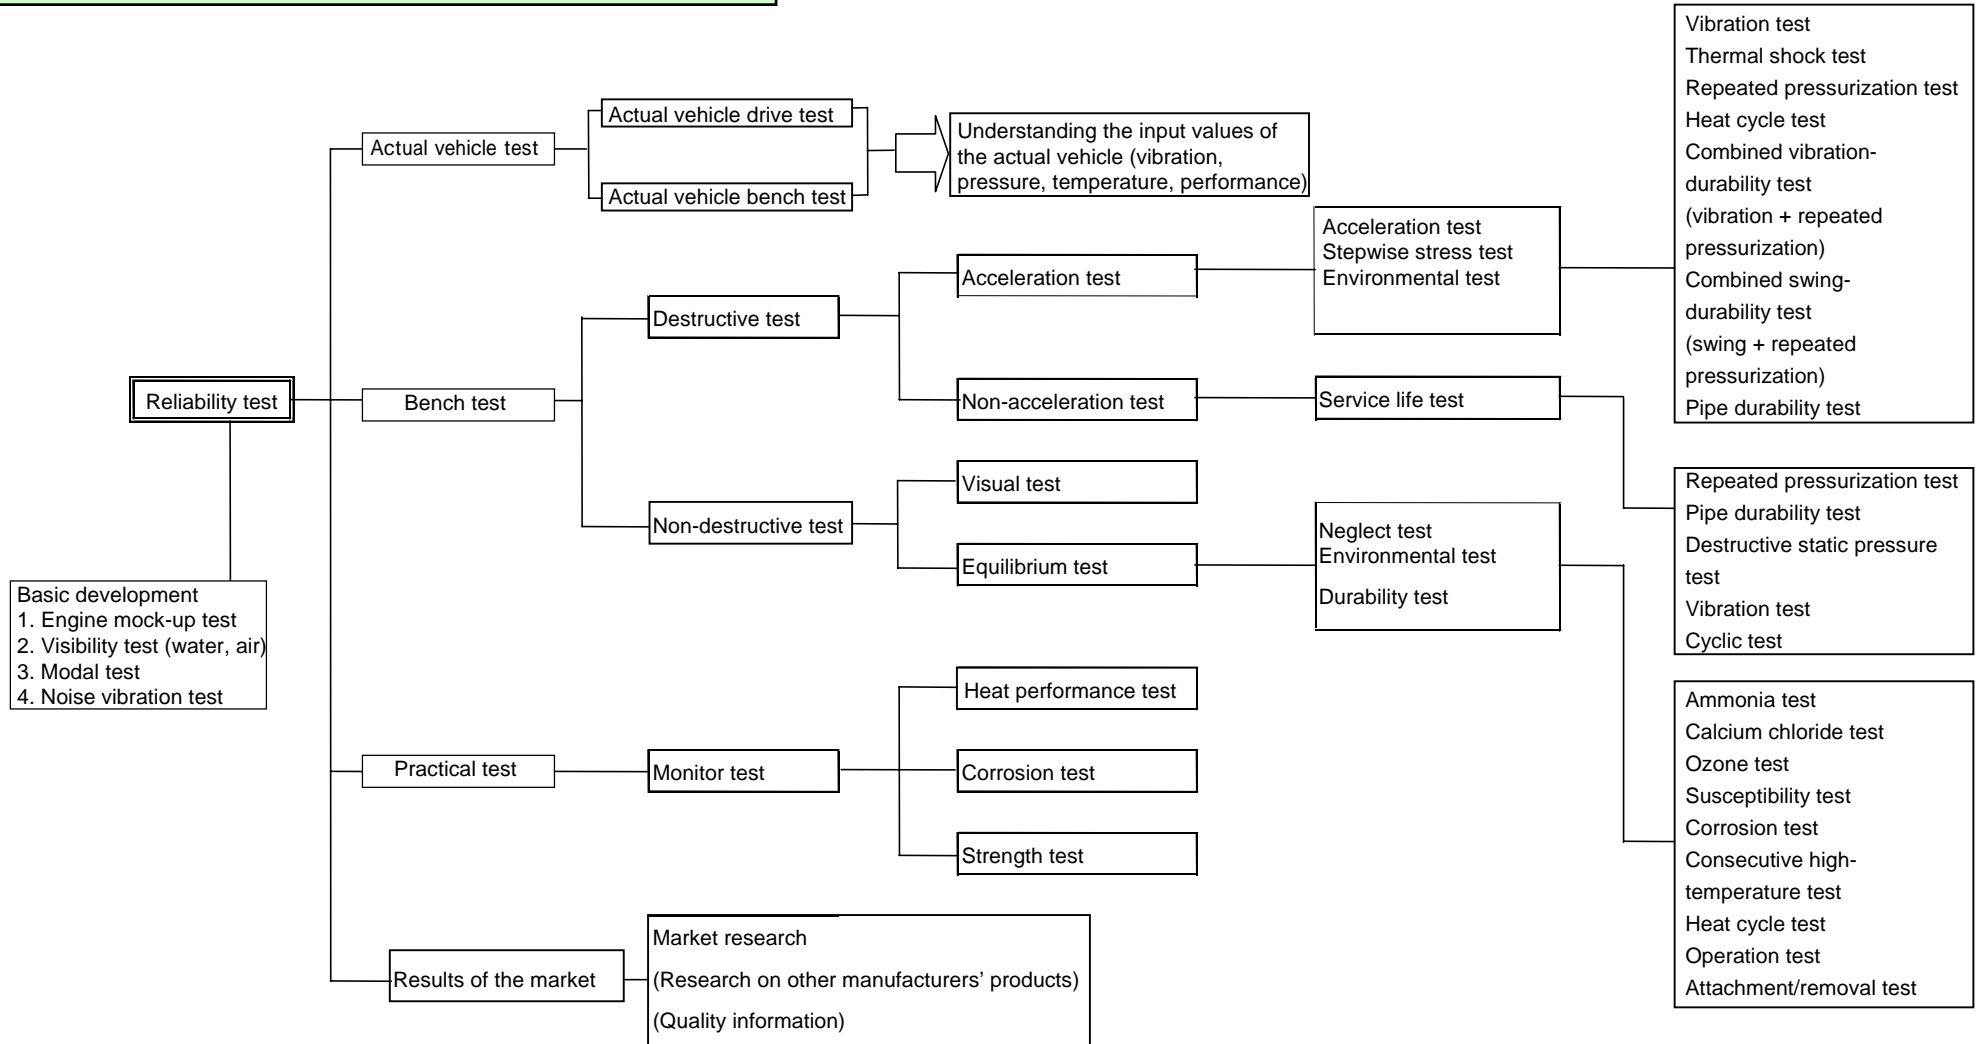 Reliability test
Basic development
1. Engine mock-up test
2. Visibility test (water, air)
3. Modal test
4. Noise vibration test
Actual vehicle test
Actual vehicle drive test
Actual vehicle bench test
Understanding the input values of
the actual vehicle (vibration,
pressure, temperature, performance)
Bench test
Destructive test
Acceleration test
Acceleration test
Stepwise stress test
Environmental test
Vibration test
Thermal shock test
Repeated pressurization test
Heat cycle test
Combined vibration-
durability test
(vibration + repeated
pressurization)
Combined swing-
durability test
(swing + repeated
pressurization)
Pipe durability test
Non-acceleration test
Service life test
Repeated pressurization test
Pipe durability test
Destructive static pressure
test
Vibration test
Cyclic test
Non-destructive test
Visual test
Equilibrium test
Neglect test
Environmental test
Durability test
Ammonia test
Calcium chloride test
Ozone test
Susceptibility test
Corrosion test
Consecutive high-
temperature test
Heat cycle test
Operation test
Attachment/removal test
Practical test
Monitor test
Heat performance test
Corrosion test
Strength test
Results of the market
Market research
(Research on other manufacturers’ products)
(Quality information)